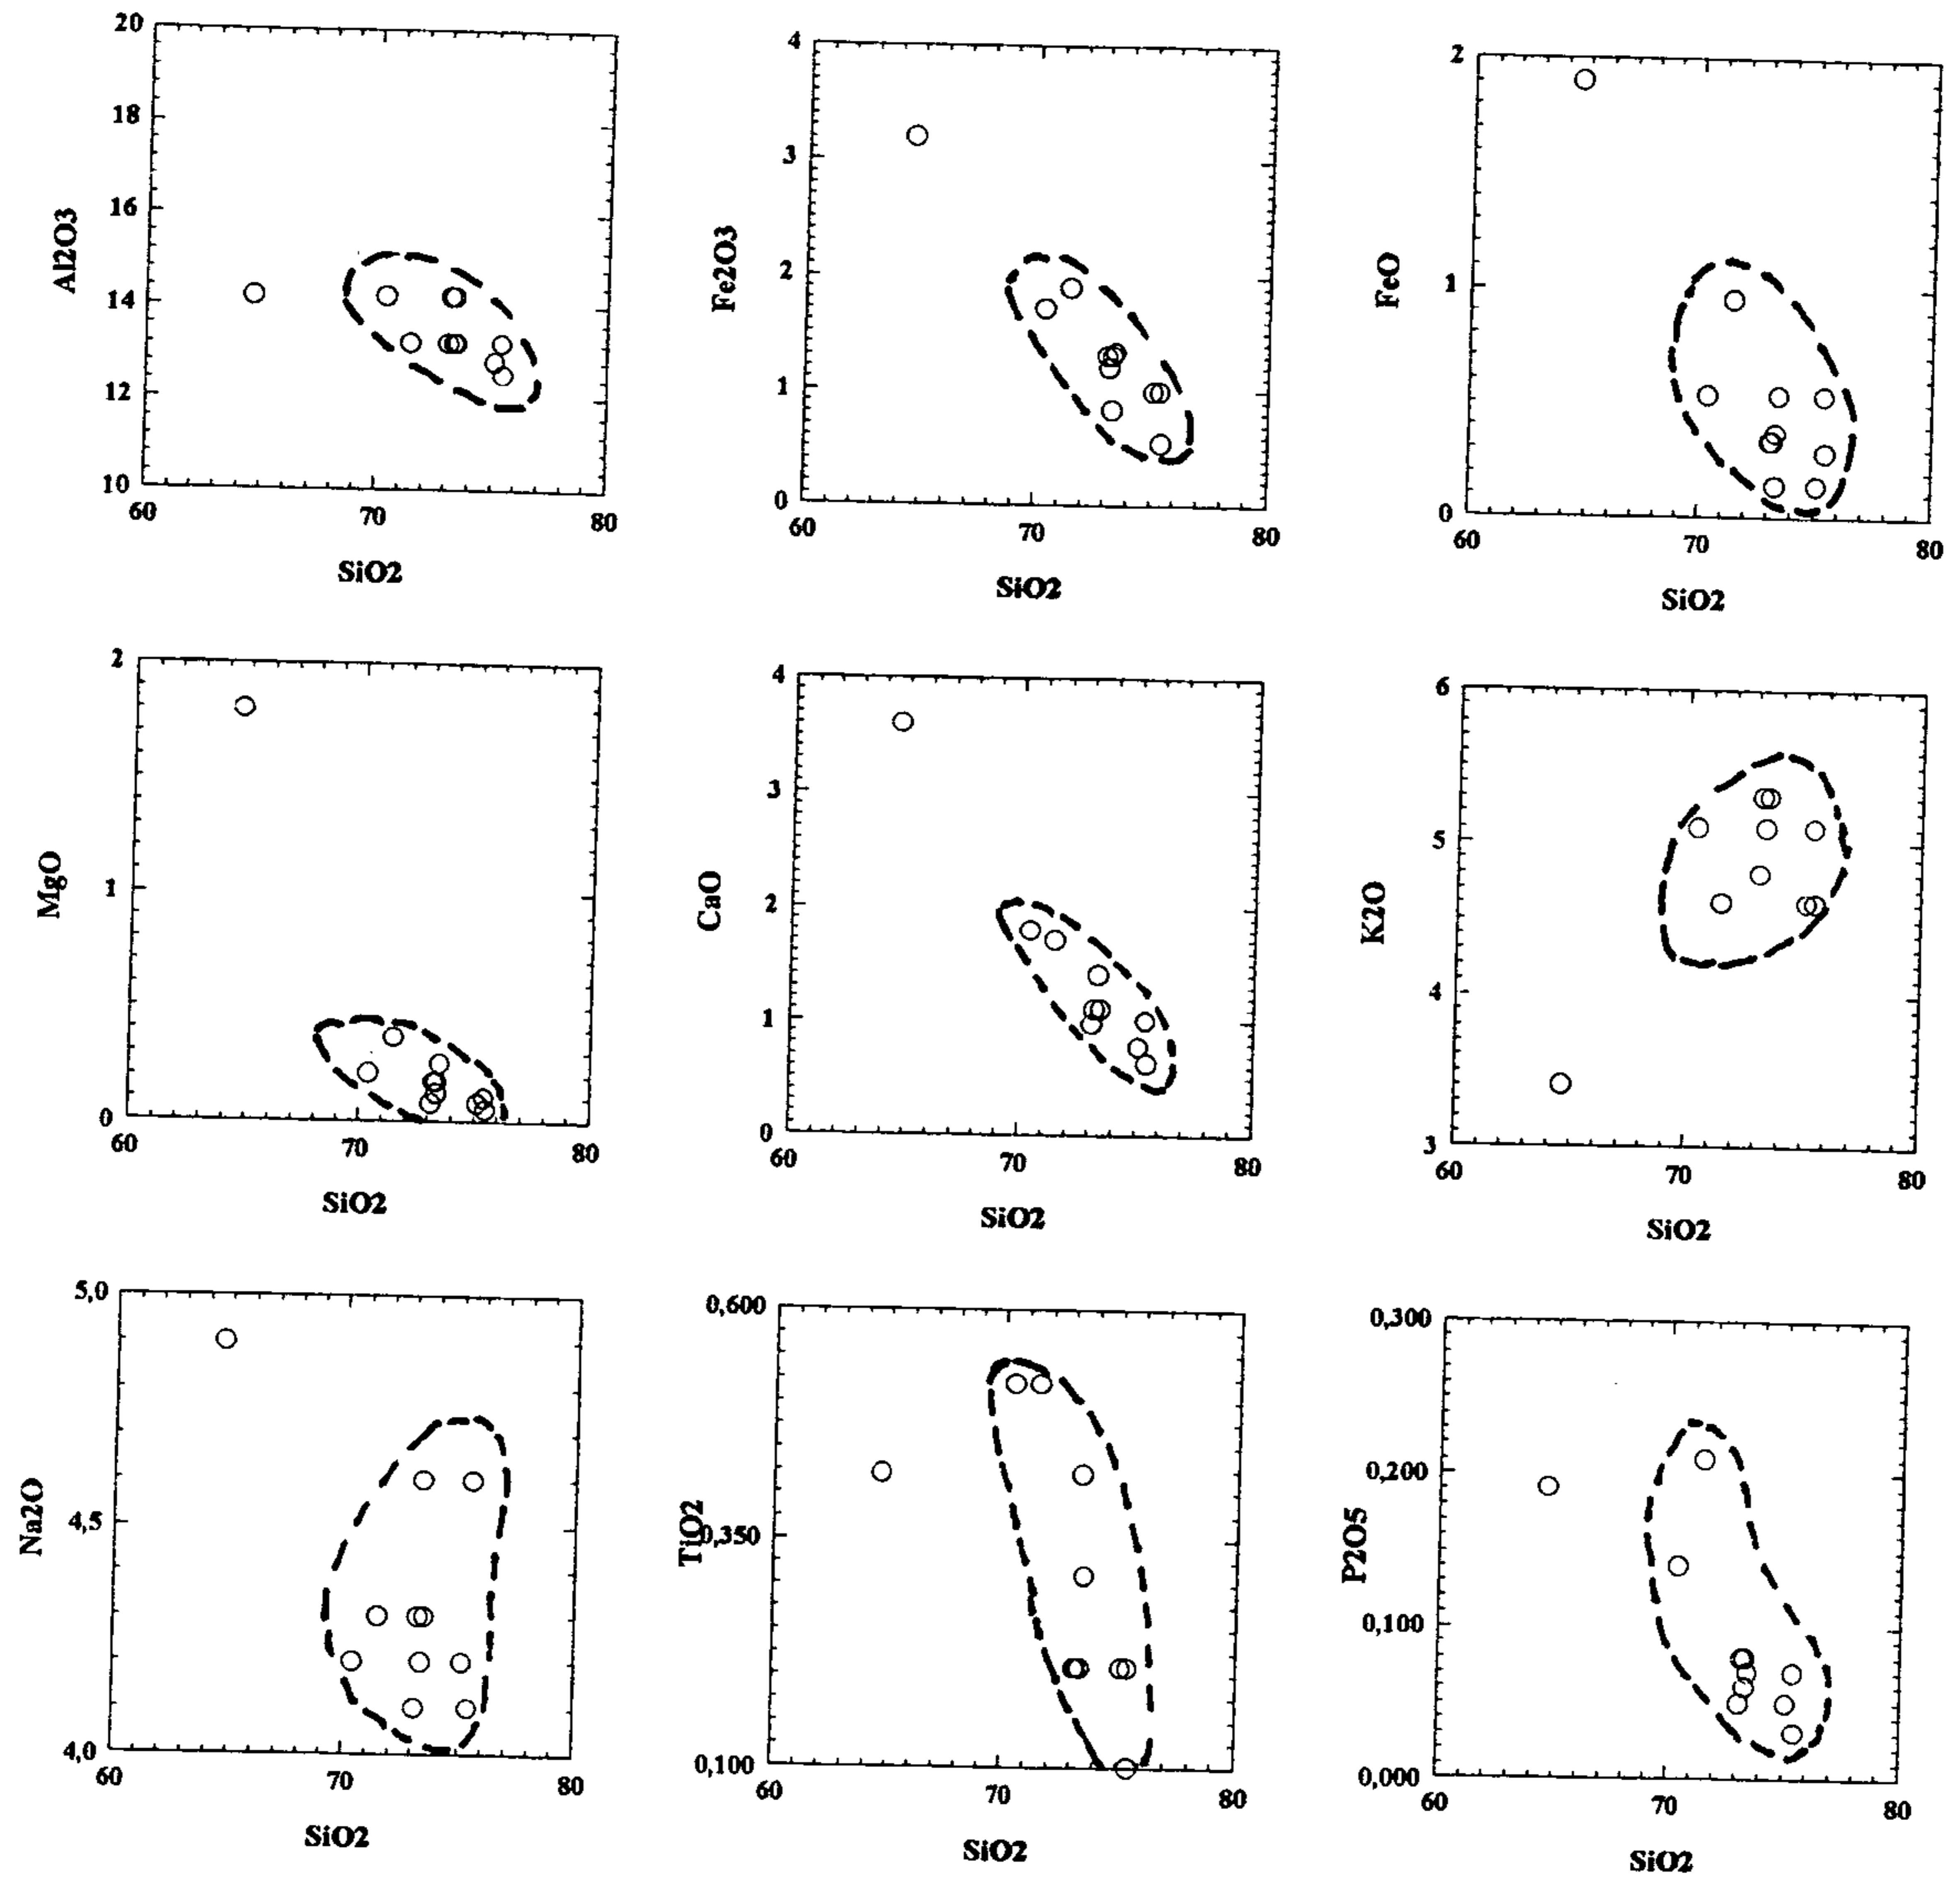 20
18
16
14
12
10
Al2O3
60 70 80
SiO2
4
3
2
1
0
Fe2O3
60 70 80
SiO2
2
1
0
FeO
60 70 80
SiO2
2
1
0
MgO
60 70 80
SiO2
4
3
2
1
0
CaO
60 70 80
SiO2
6
5
4
3
K2O
60 70 80
SiO2
5,0
4,5
4,0
Na2O
60 70 80
SiO2
0,600
0,350
0,100
TiO2
60 70 80
SiO2
0,300
0,200
0,100
0,000
P2O5
60 70 80
SiO2